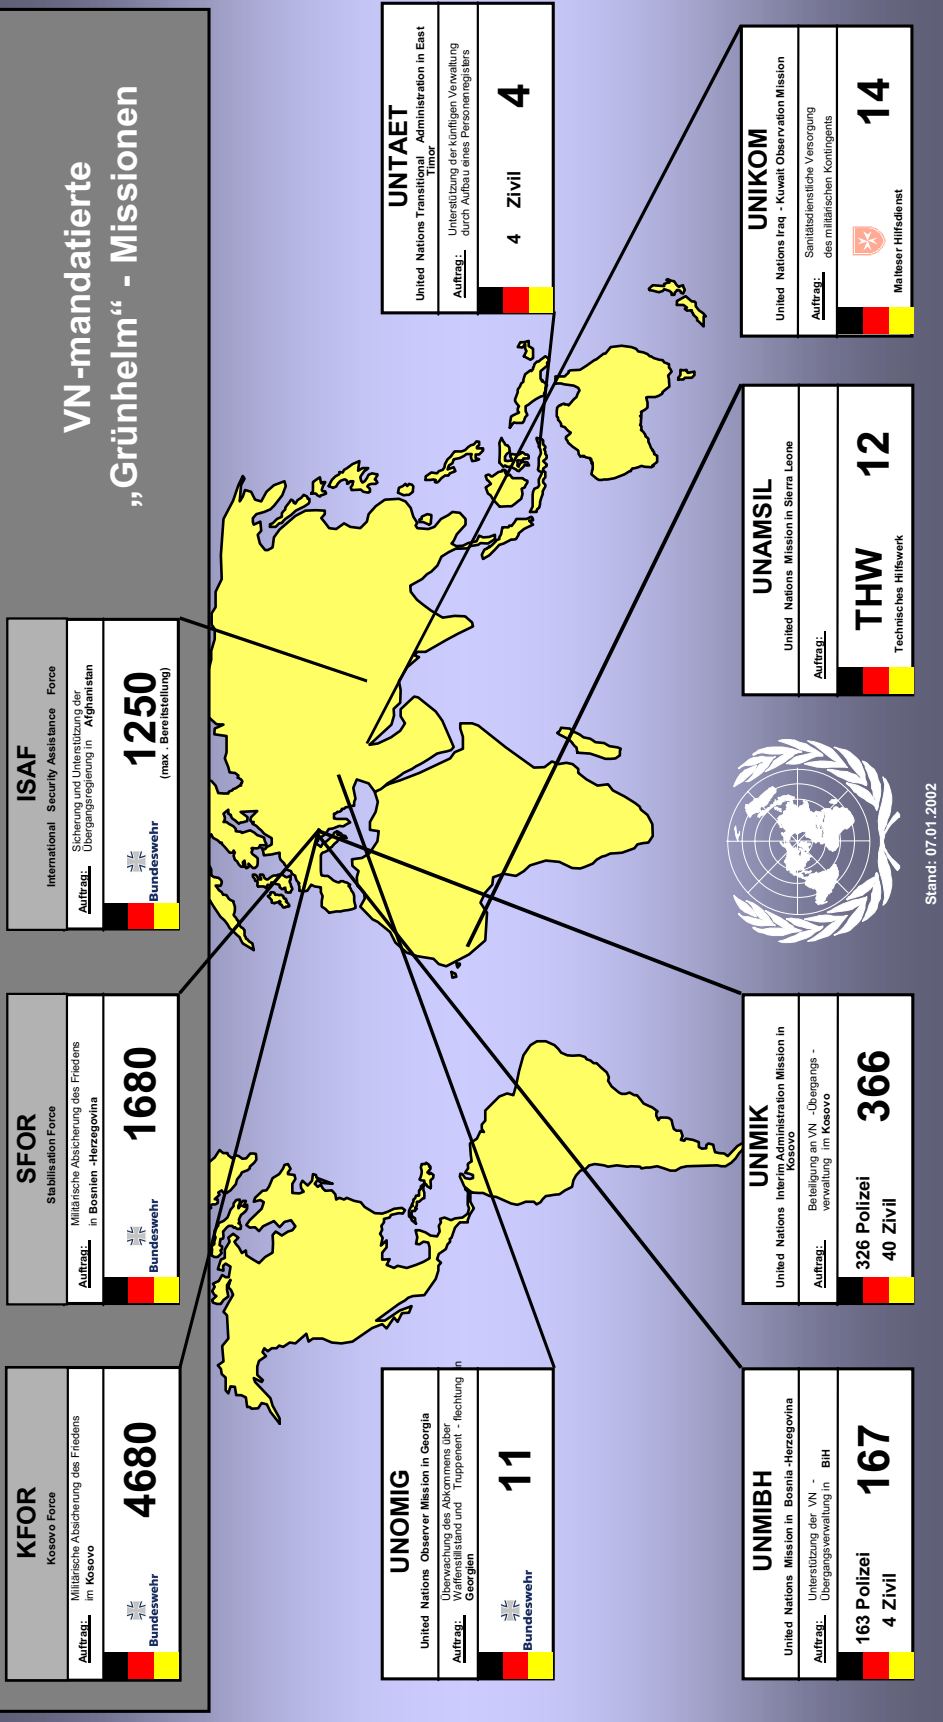 VN-mandatierte
„Grünhelm“ - Missionen
KFOR
Kosovo Force
Auftrag: Militärische Absicherung des Friedens
im Kosovo
4680
Bundeswehr
SFOR
Stabilisation Force
Auftrag: Militärische Absicherung des Friedens
in Bosnien -Herzegovina
1680
Bundeswehr
ISAF
International Security Assistance Force
Auftrag: Sicherung und Unterstützung der
Übergangsregierung in Afghanistan
1250
(max . Bereitstellung)
Bundeswehr
UNOMIG
United Nations Observer Mission in Georgia
Auftrag: Überwachung des Abkommens über
Waffenstillstand und Truppenent - flechtung in
Georgien
11
Bundeswehr
UNTAET
United Nations Transitional Administration in East
Timor
Auftrag: Unterstützung der künftigen Verwaltung
durch Aufbau eines Personenregisters
4 Zivil 4
UNMIBH
United Nations Mission in Bosnia -Herzegovina
Auftrag: Unterstützung der VN -
Übergangsverwaltung in BiH
163 Polizei 167
4 Zivil
UNMIK
United Nations Interim Administration Mission in
Kosovo
Auftrag: Beteiligung an VN -Übergangs -
verwaltung im Kosovo
326 Polizei 366
40 Zivil
UNAMSIL
United Nations Mission in Sierra Leone
Auftrag:
THW 12
Technisches Hilfswerk
UNIKOM
United Nations Iraq - Kuwait Observation Mission
Auftrag: Sanitätsdienstliche Versorgung
des militärischen Kontingents
14
Malteser Hilfsdienst
Stand: 07.01.2002